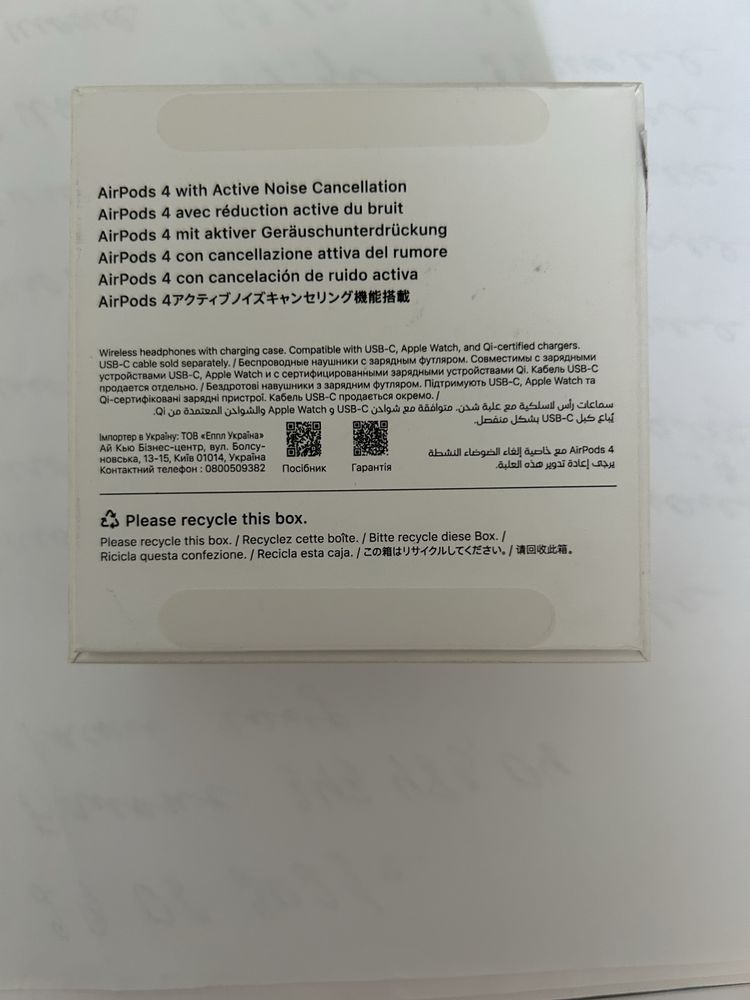 AirPods 4 with Active Noise Cancellation
AirPods 4 avec réduction active du bruit
AirPods 4 mit aktiver Geräuschunterdrückung
AirPods 4 con cancellazione attiva del rumore
AirPods 4 con cancelación de ruido activa
AirPods 4アクティブノイズキャンセリング機能搭載
Wireless headphones with charging case. Compatible with USB-C, Apple Watch, and Qi-certified chargers.
USB-C cable sold separately. / Беспроводные наушники с зарядным футляром. Совместимы с зарядными
устройствами USB-C, Apple Watch и с сертифицированными зарядными устройствами Qi. Кабель USB-C
продается отдельно. / Бездротові навушники з зарядним футляром. Підтримують USB-C, Apple Watch та
Qi-сертифіковані зарядні пристрої. Кабель USB-C продається окремо. /
سماعات رأس لاسلكية مع علبة شحن. متوافقة مع شواحن USB-C و Apple Watch والشواحن المعتمدة من Qi.
يُباع كبل USB-C بشكل منفصل.
Імпортер в Україну: ТОВ «Еппл Україна»
Ай Кью Бізнес-центр, вул. Болсу-
новська, 13-15, Київ 01014, Україна
Контактний телефон : 0800509382
Посібник
Гарантія
AirPods 4 مع خاصية إلغاء الضوضاء النشطة
يرجى إعادة تدوير هذه العلبة.
Please recycle this box.
Please recycle this box. / Recyclez cette boîte. / Bitte recycle diese Box. /
Ricicla questa confezione. / Recicla esta caja. / この箱はリサイクルしてください。/ 请回收此箱。